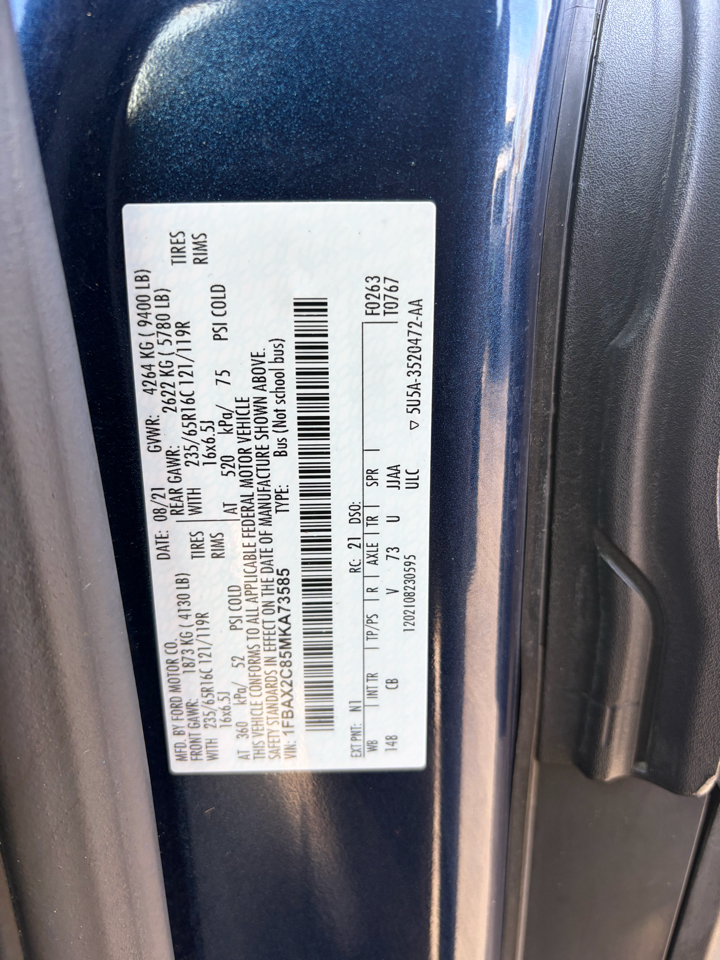 MFD. BY FORD MOTOR CO. DATE: 08/21 GVWR: 4264 KG ( 9400 LB)
FRONT GAWR: 1873 KG ( 4130 LB) REAR GAWR: 2622 KG ( 5780 LB)
WITH 235/65R16C 121/119R TIRES WITH 235/65R16C 121/119R TIRES
16x6.5J RIMS 16x6.5J RIMS
AT 360 kPa/ 52 PSI COLD AT 520 kPa/ 75 PSI COLD
THIS VEHICLE CONFORMS TO ALL APPLICABLE FEDERAL MOTOR VEHICLE
SAFETY STANDARDS IN EFFECT ON THE DATE OF MANUFACTURE SHOWN ABOVE.
VIN: 1FBAX2C85MKA73585 TYPE: Bus (Not school bus)
EXT PNT: N1 RC: 21 DSO: F0263
WB INT TR TP/PS R AXLE TR SPR T0767
148 CB V 73 U JJAA
1202108230595 ULC ▽ 5U5A-3520472-AA